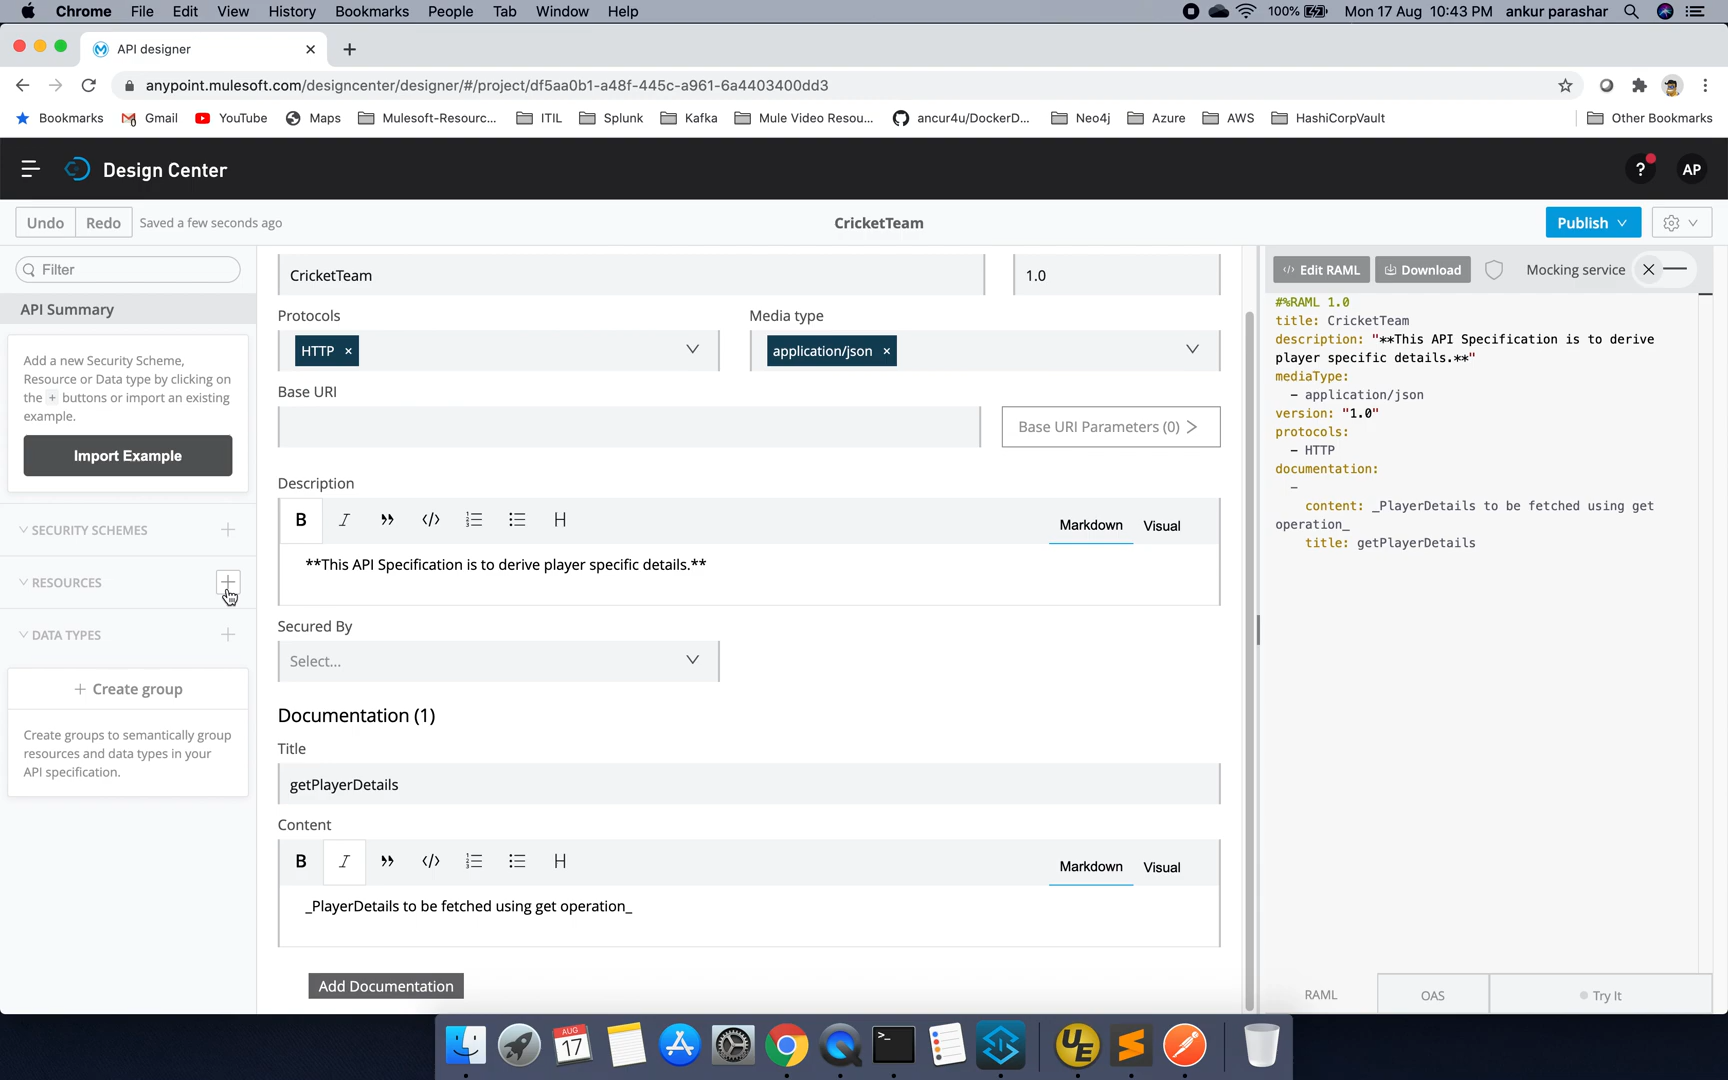 Chrome File Edit View History Bookmarks People Tab Window Help 100% Mon 17 Aug 10:43 PM ankur parashar
API designer
anypoint.mulesoft.com/designcenter/designer/#/project/df5aa0b1-a48f-445c-a961-6a4403400dd3
Bookmarks Gmail YouTube Maps Mulesoft-Resourc... ITIL Splunk Kafka Mule Video Resou... ancur4u/DockerD... Neo4j Azure AWS HashiCorpVault Other Bookmarks
Design Center ? AP
Undo Redo Saved a few seconds ago CricketTeam Publish
Filter
API Summary
Add a new Security Scheme,
Resource or Data type by clicking on
the + buttons or import an existing
example.
Import Example
SECURITY SCHEMES
RESOURCES
DATA TYPES
+ Create group
Create groups to semantically group
resources and data types in your
API specification.
CricketTeam 1.0
Protocols Media type
HTTP × application/json ×
Base URI
Base URI Parameters (0) >
Description
B I H Markdown Visual
**This API Specification is to derive player specific details.**
Secured By
Select...
Documentation (1)
Title
getPlayerDetails
Content
B I H Markdown Visual
_PlayerDetails to be fetched using get operation_
Add Documentation
Edit RAML Download Mocking service
#%RAML 1.0
title: CricketTeam
description: "**This API Specification is to derive
player specific details.**"
mediaType:
- application/json
version: "1.0"
protocols:
- HTTP
documentation:
-
content: _PlayerDetails to be fetched using get
operation_
title: getPlayerDetails
RAML OAS Try It
AUG
17
UE